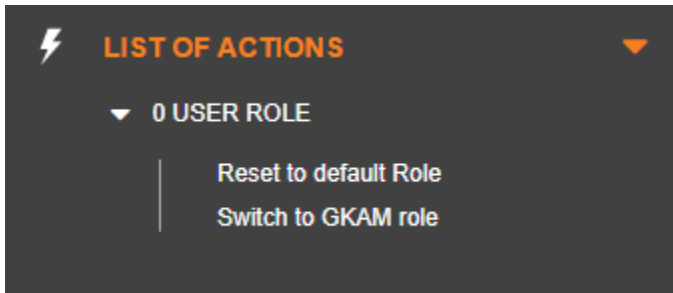 LIST OF ACTIONS
0 USER ROLE
Reset to default Role
Switch to GKAM role